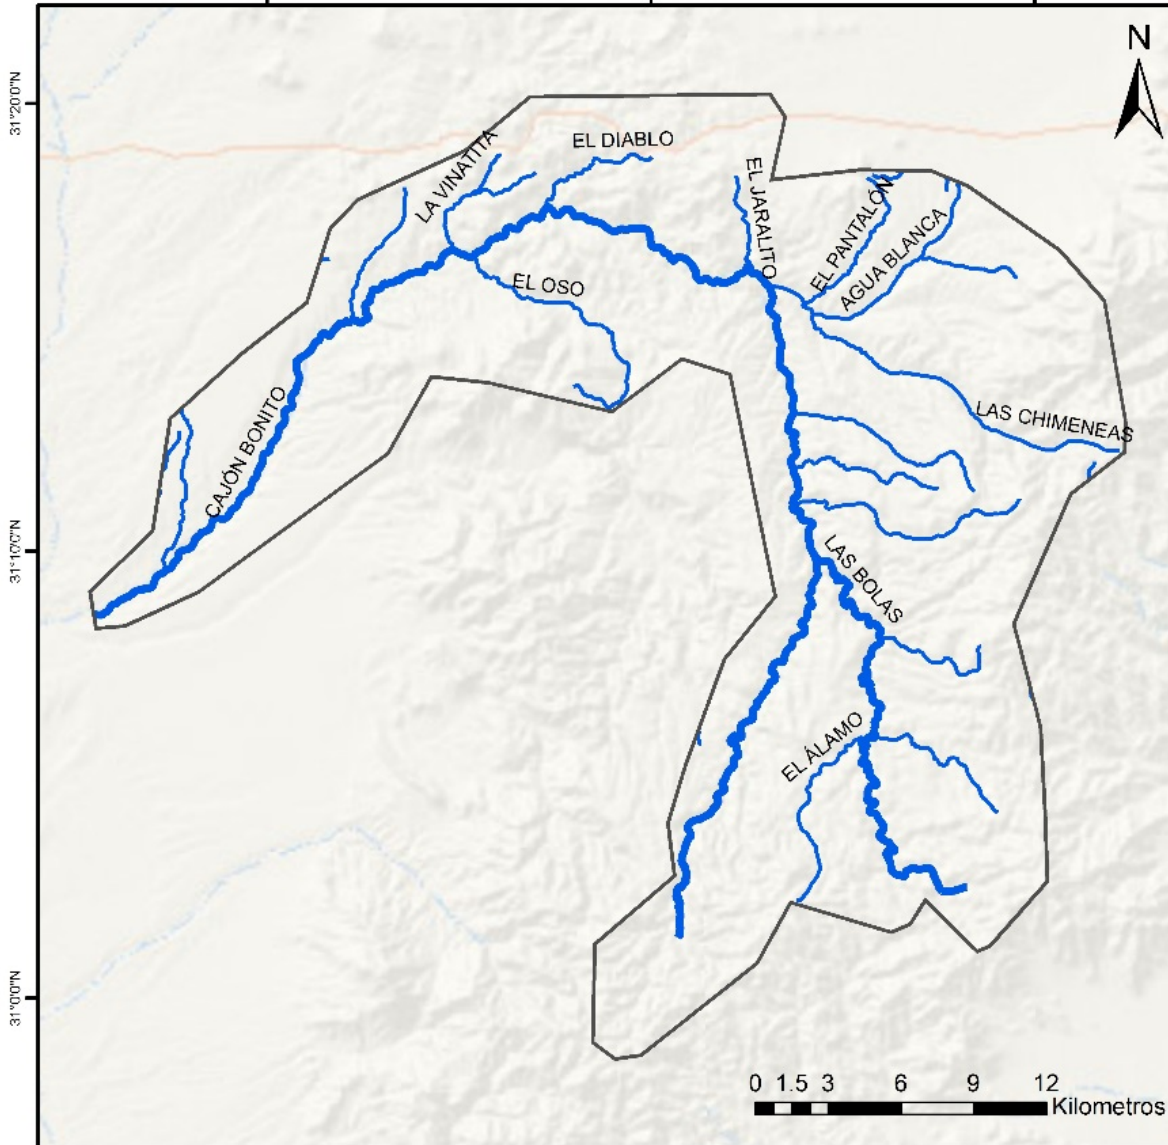 N
31°20'0"N
EL DIABLO
LA VINATITA
EL JARALITO
EL PANTALÓN
AGUA BLANCA
EL OSO
LAS CHIMENEAS
CAJÓN BONITO
31°10'0"N
LAS BOLAS
EL ÁLAMO
31°0'0"N
0 1.5 3 6 9 12
Kilometros